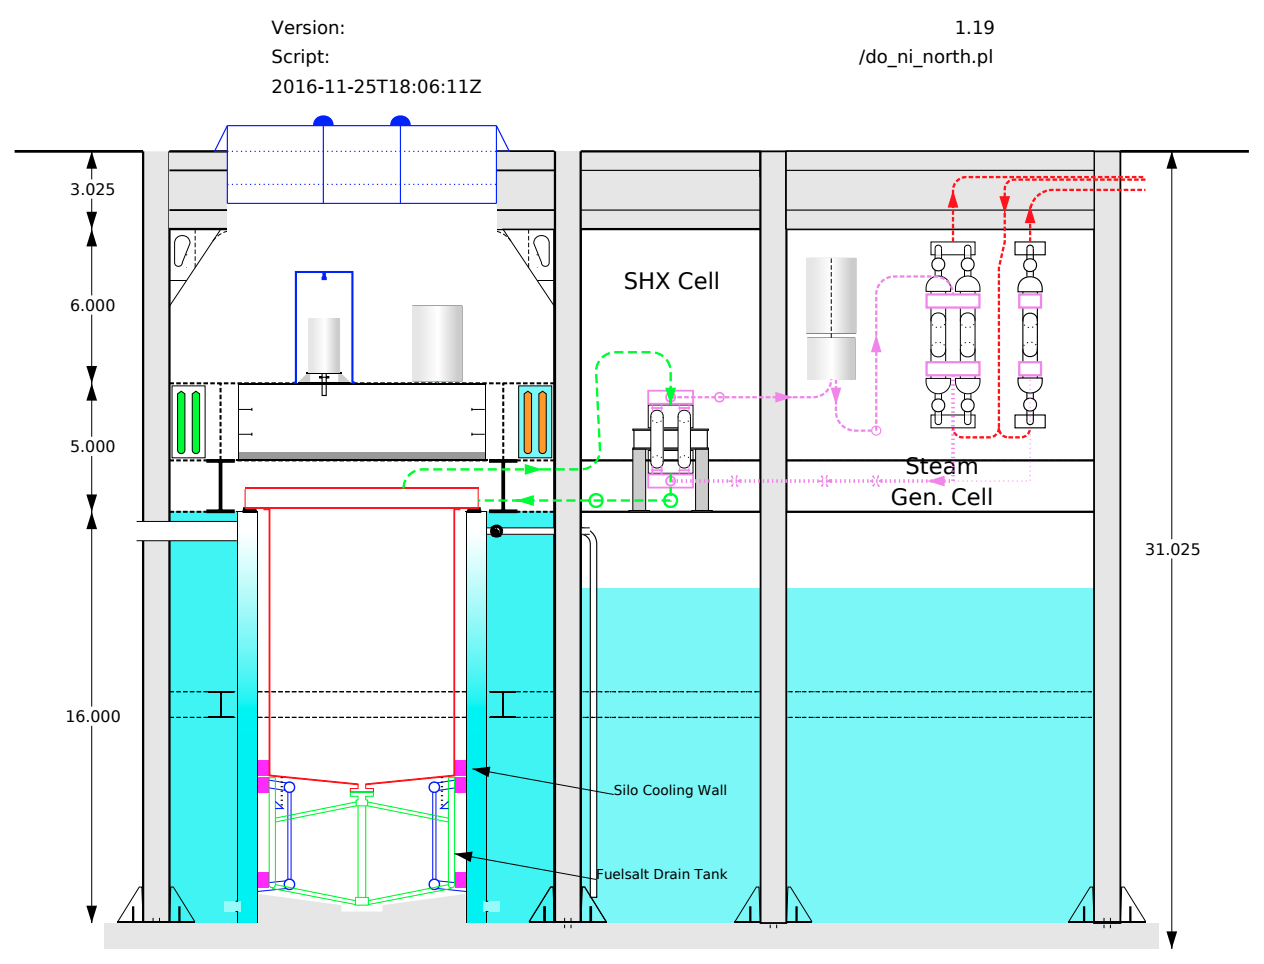 Version: 1.19
Script: /do_ni_north.pl
2016-11-25T18:06:11Z
3.025
6.000
SHX Cell
5.000
Steam
Gen. Cell
31.025
16.000
Silo Cooling Wall
Fuelsalt Drain Tank